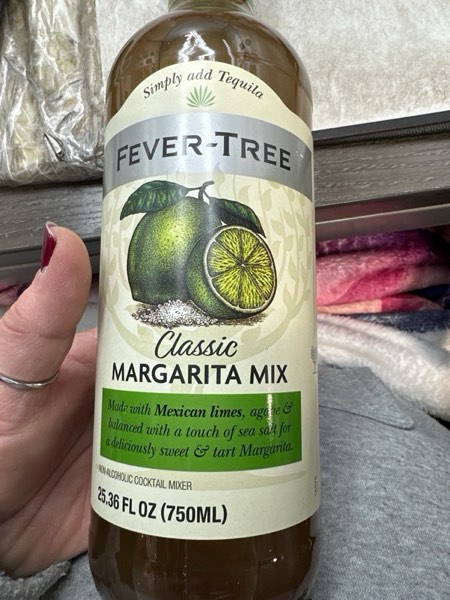 Simply add Tequila
FEVER-TREE
Classic
MARGARITA MIX
Made with Mexican limes, agave &
balanced with a touch of sea salt for
a deliciously sweet & tart Margarita.
NON-ALCOHOLIC COCKTAIL MIXER
25.36 FL OZ (750ML)